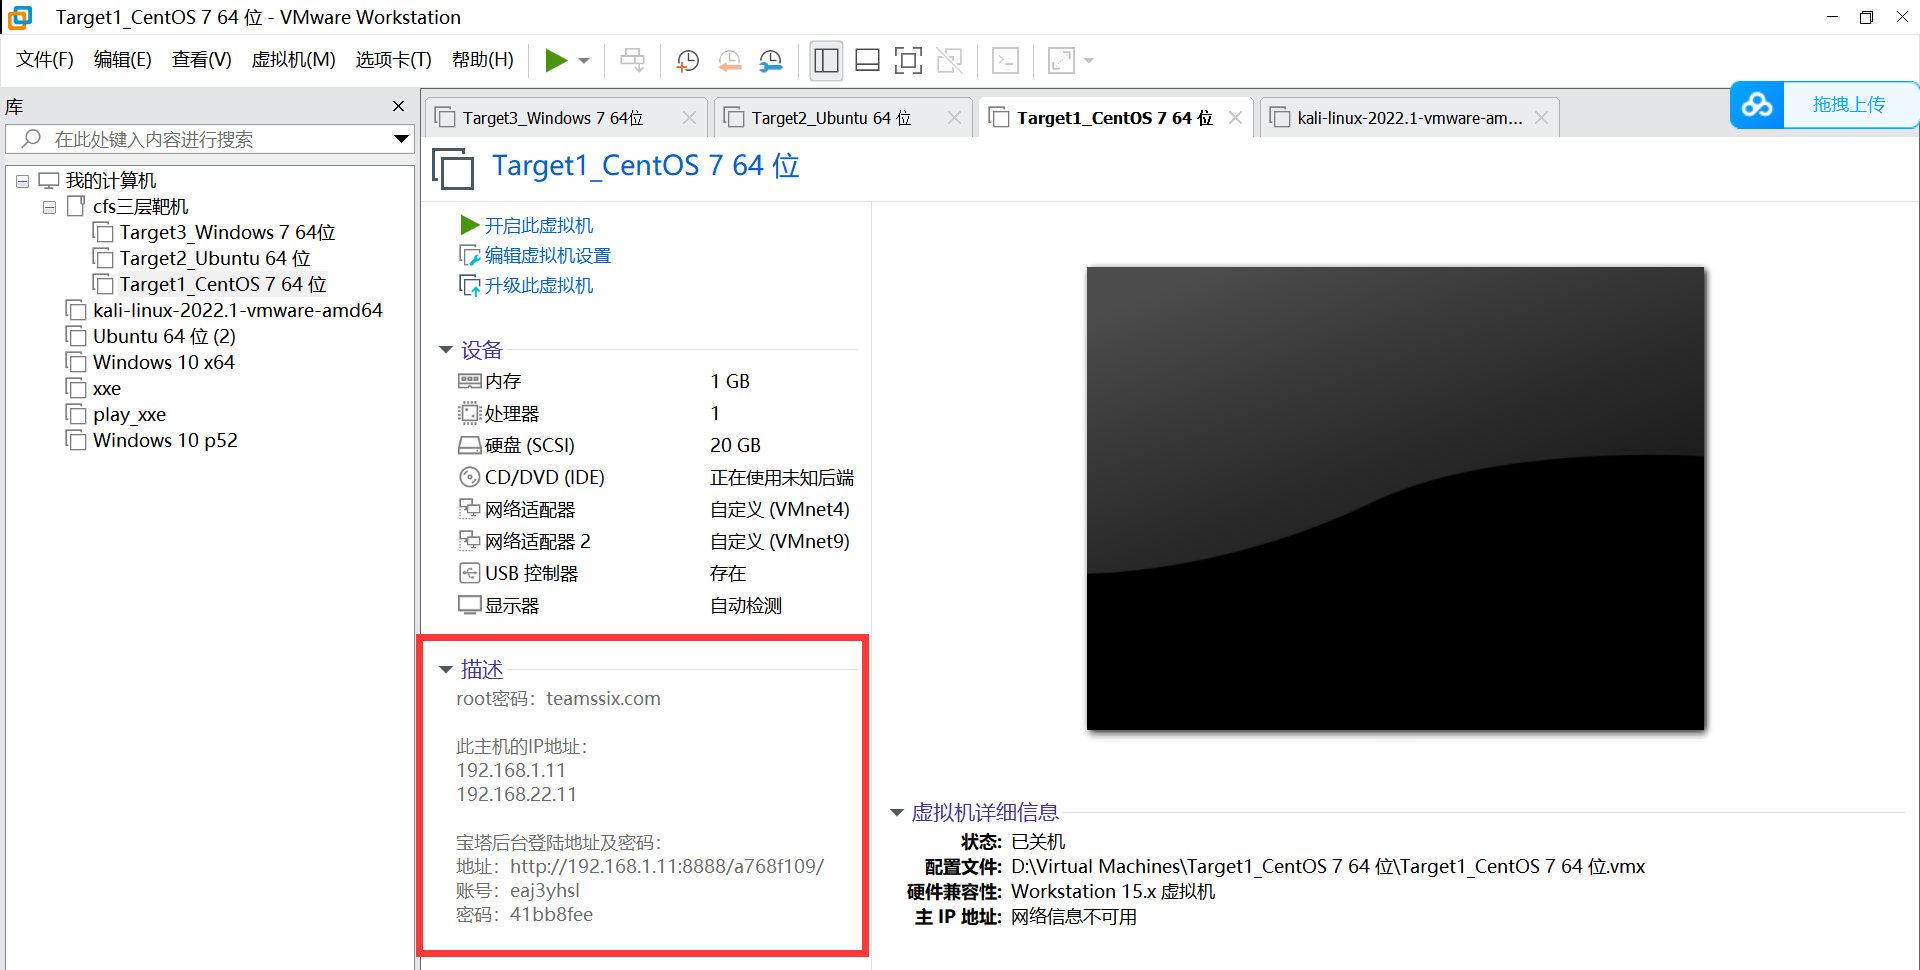 Target1_CentOS 7 64 位 - VMware Workstation
文件(F) 编辑(E) 查看(V) 虚拟机(M) 选项卡(T) 帮助(H)
拖拽上传
库
在此处键入内容进行搜索
我的计算机
cfs三层靶机
Target3_Windows 7 64位
Target2_Ubuntu 64 位
Target1_CentOS 7 64 位
kali-linux-2022.1-vmware-amd64
Ubuntu 64 位 (2)
Windows 10 x64
xxe
play_xxe
Windows 10 p52
Target3_Windows 7 64位 Target2_Ubuntu 64 位 Target1_CentOS 7 64 位 kali-linux-2022.1-vmware-am...
Target1_CentOS 7 64 位
开启此虚拟机
编辑虚拟机设置
升级此虚拟机
设备
内存 1 GB
处理器 1
硬盘 (SCSI) 20 GB
CD/DVD (IDE) 正在使用未知后端
网络适配器 自定义 (VMnet4)
网络适配器 2 自定义 (VMnet9)
USB 控制器 存在
显示器 自动检测
描述
root密码：teamssix.com
此主机的IP地址：
192.168.1.11
192.168.22.11
宝塔后台登陆地址及密码：
地址：http://192.168.1.11:8888/a768f109/
账号：eaj3yhsl
密码：41bb8fee
虚拟机详细信息
状态: 已关机
配置文件: D:\Virtual Machines\Target1_CentOS 7 64 位\Target1_CentOS 7 64 位.vmx
硬件兼容性: Workstation 15.x 虚拟机
主 IP 地址: 网络信息不可用